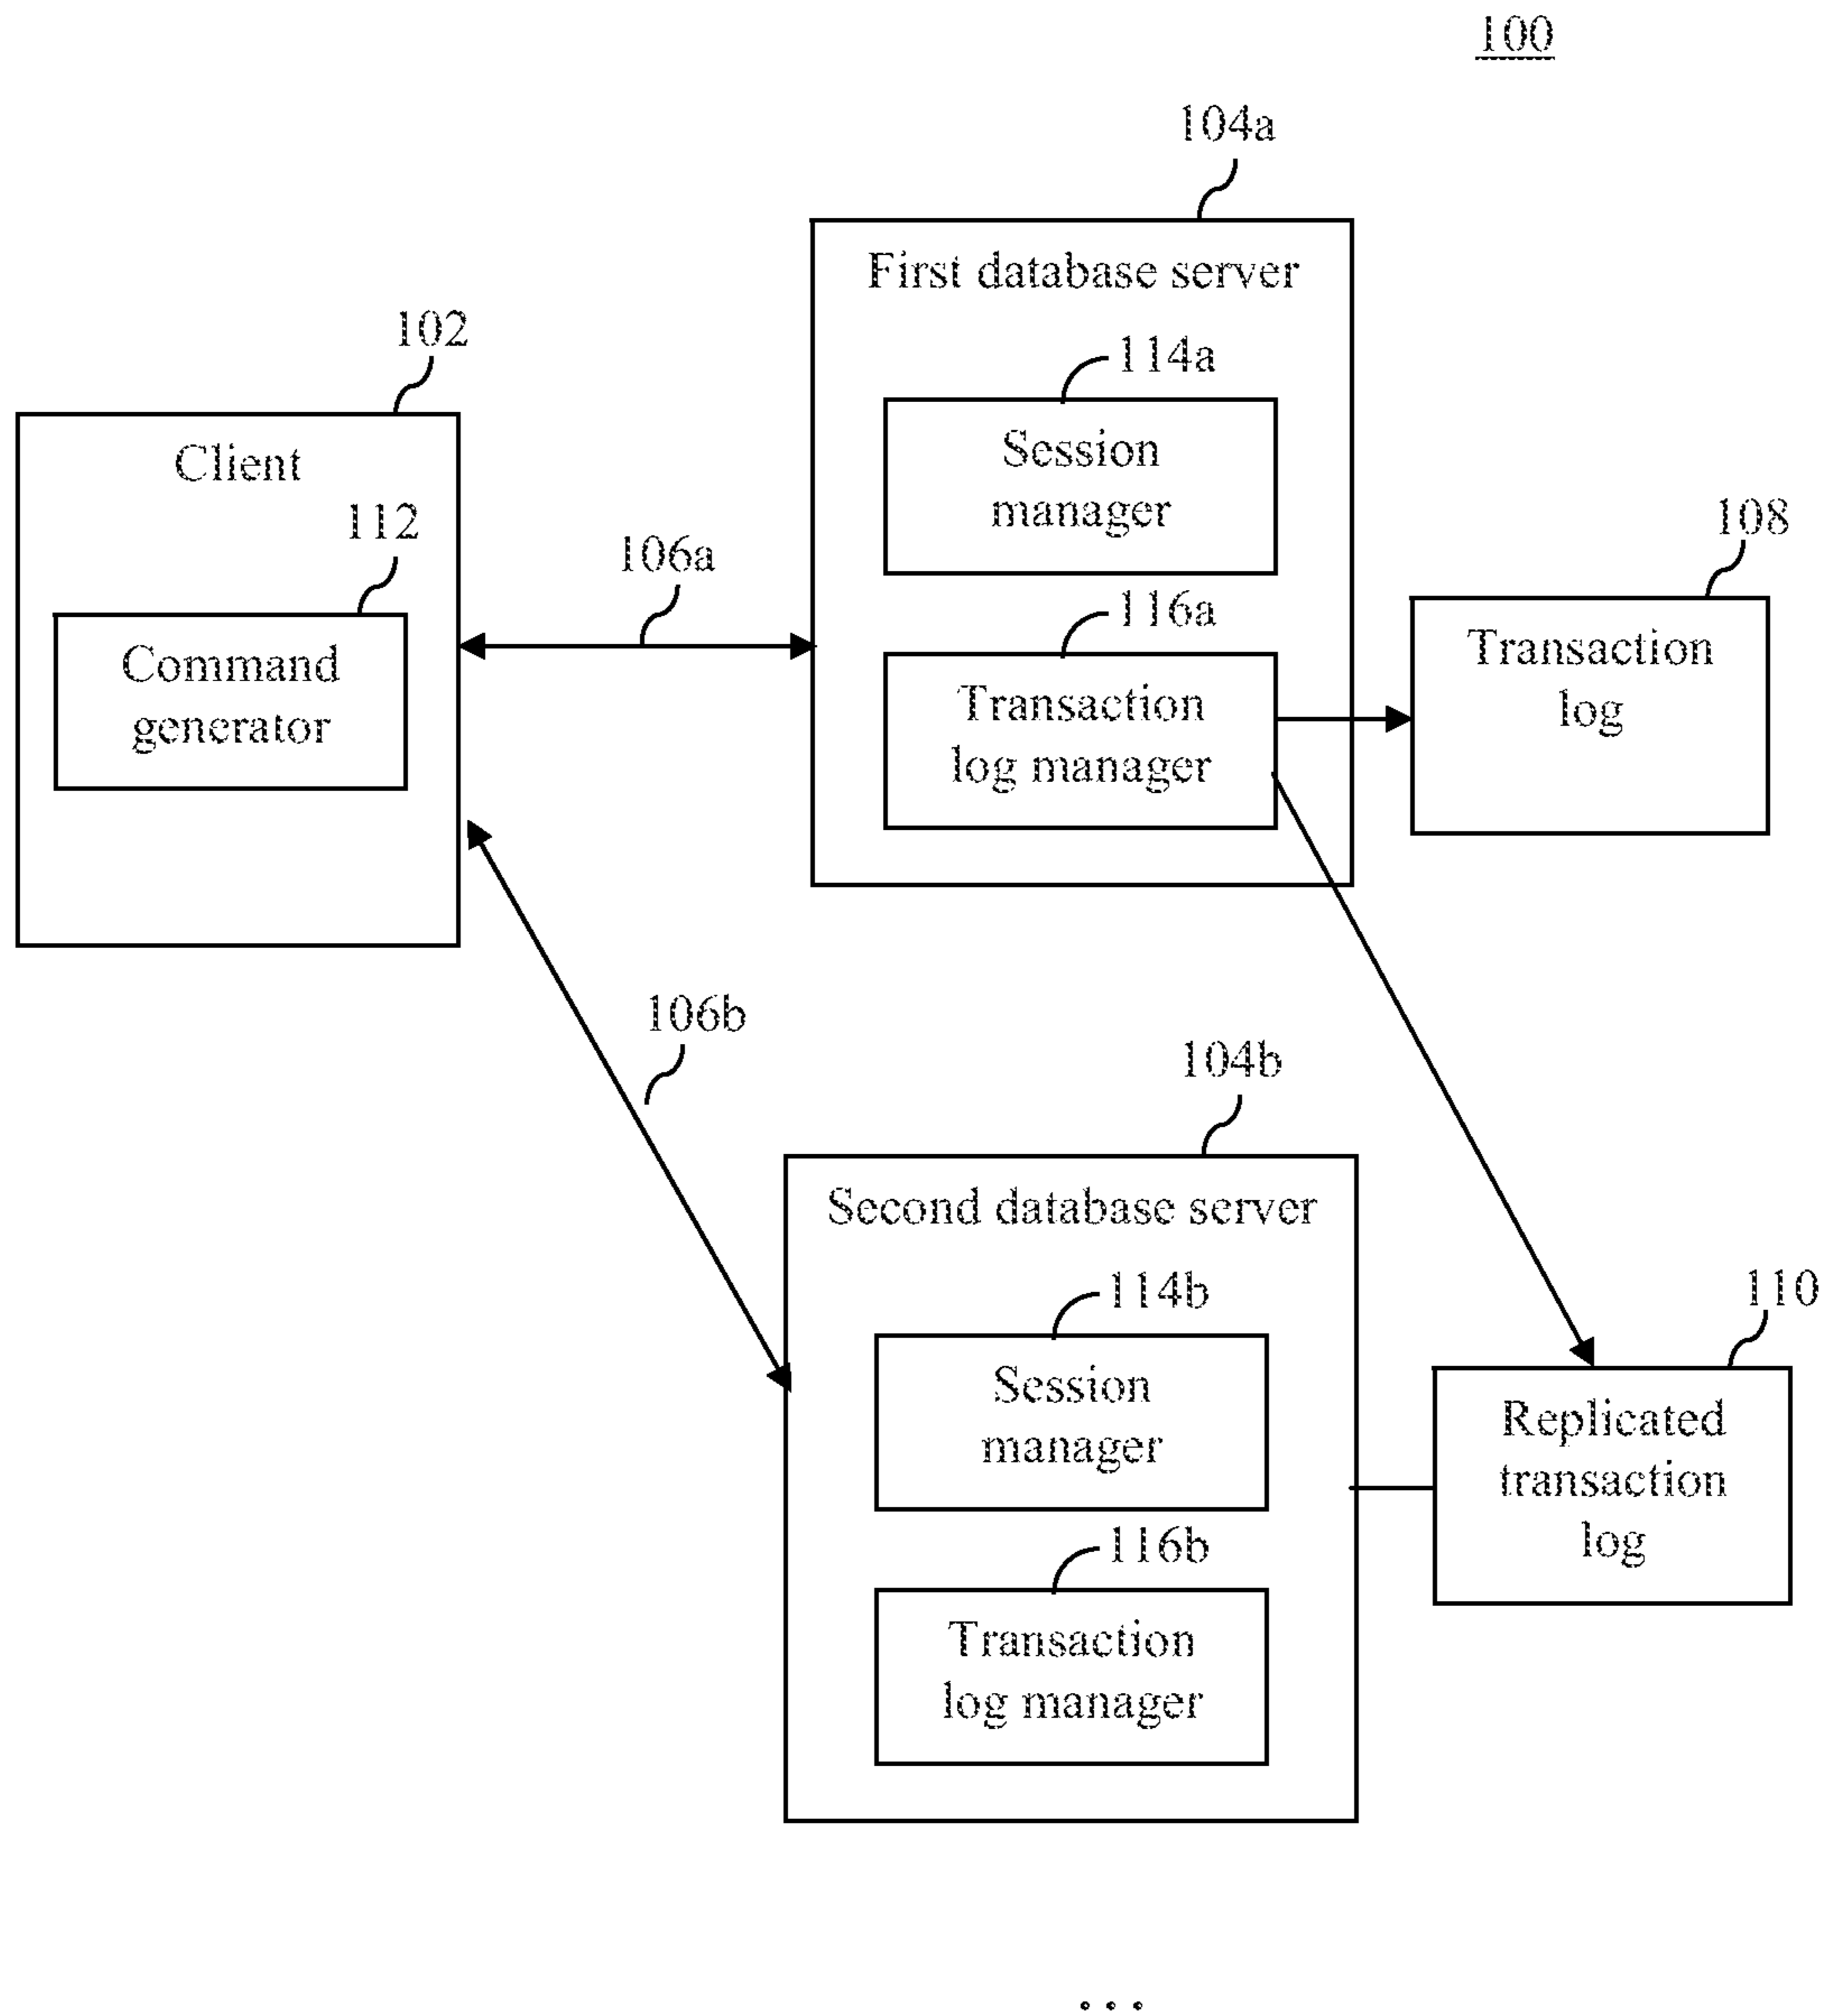 100
104a
First database server
102
114a
Client
Session
manager
112
108
106a
116a
Command
generator
Transaction
log
Transaction
log manager
106b
104b
Second database server
114b
110
Session
manager
Replicated
transaction
log
116b
Transaction
log manager
...